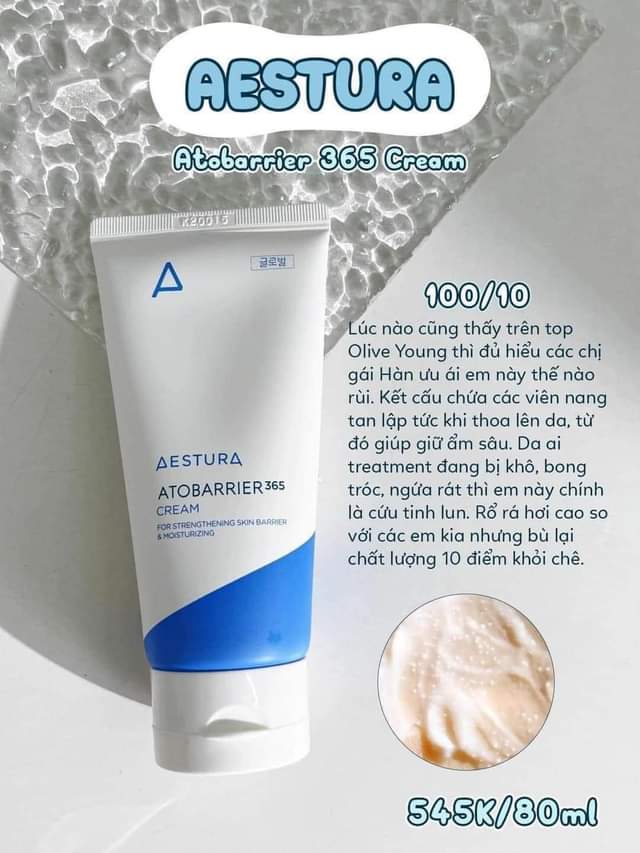 AESTURA
Atobarrier 365 Cream
글로벌
100/10
Lúc nào cũng thấy trên top
Olive Young thì đủ hiểu các chị
gái Hàn ưu ái em này thế nào
rùi. Kết cấu chứa các viên nang
tan lập tức khi thoa lên da, từ
đó giúp giữ ẩm sâu. Da ai
treatment đang bị khô, bong
tróc, ngứa rát thì em này chính
là cứu tinh lun. Rổ rá hơi cao so
với các em kia nhưng bù lại
chất lượng 10 điểm khỏi chê.
AESTURA
ATOBARRIER365
CREAM
FOR STRENGTHENING SKIN BARRIER
& MOISTURIZING
545K/80ml